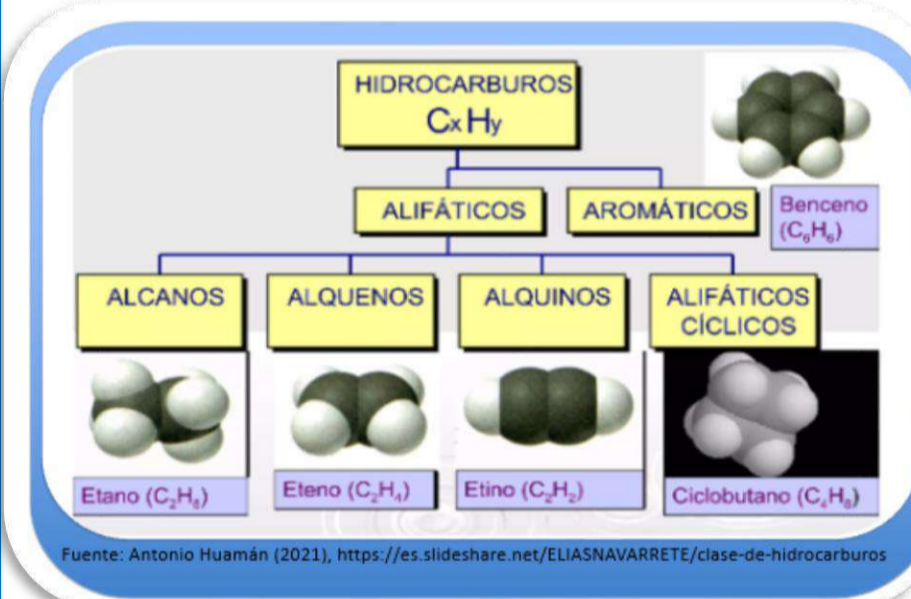 HIDROCARBUROS
CxHy
ALIFÁTICOS
AROMÁTICOS
Benceno
(C₆H₆)
ALCANOS
ALQUENOS
ALQUINOS
ALIFÁTICOS
CÍCLICOS
Etano (C₂H₆)
Eteno (C₂H₄)
Etino (C₂H₂)
Ciclobutano (C₄H₈)
Fuente: Antonio Huamán (2021), https://es.slideshare.net/ELIASNAVARRETE/clase-de-hidrocarburos